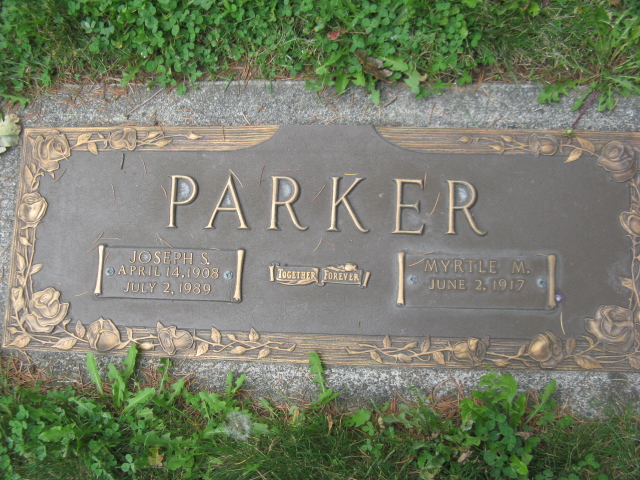 PARKER
JOSEPH S.
APRIL 14, 1908
JULY 2, 1989
TOGETHER FOREVER
MYRTLE M.
JUNE 2, 1917